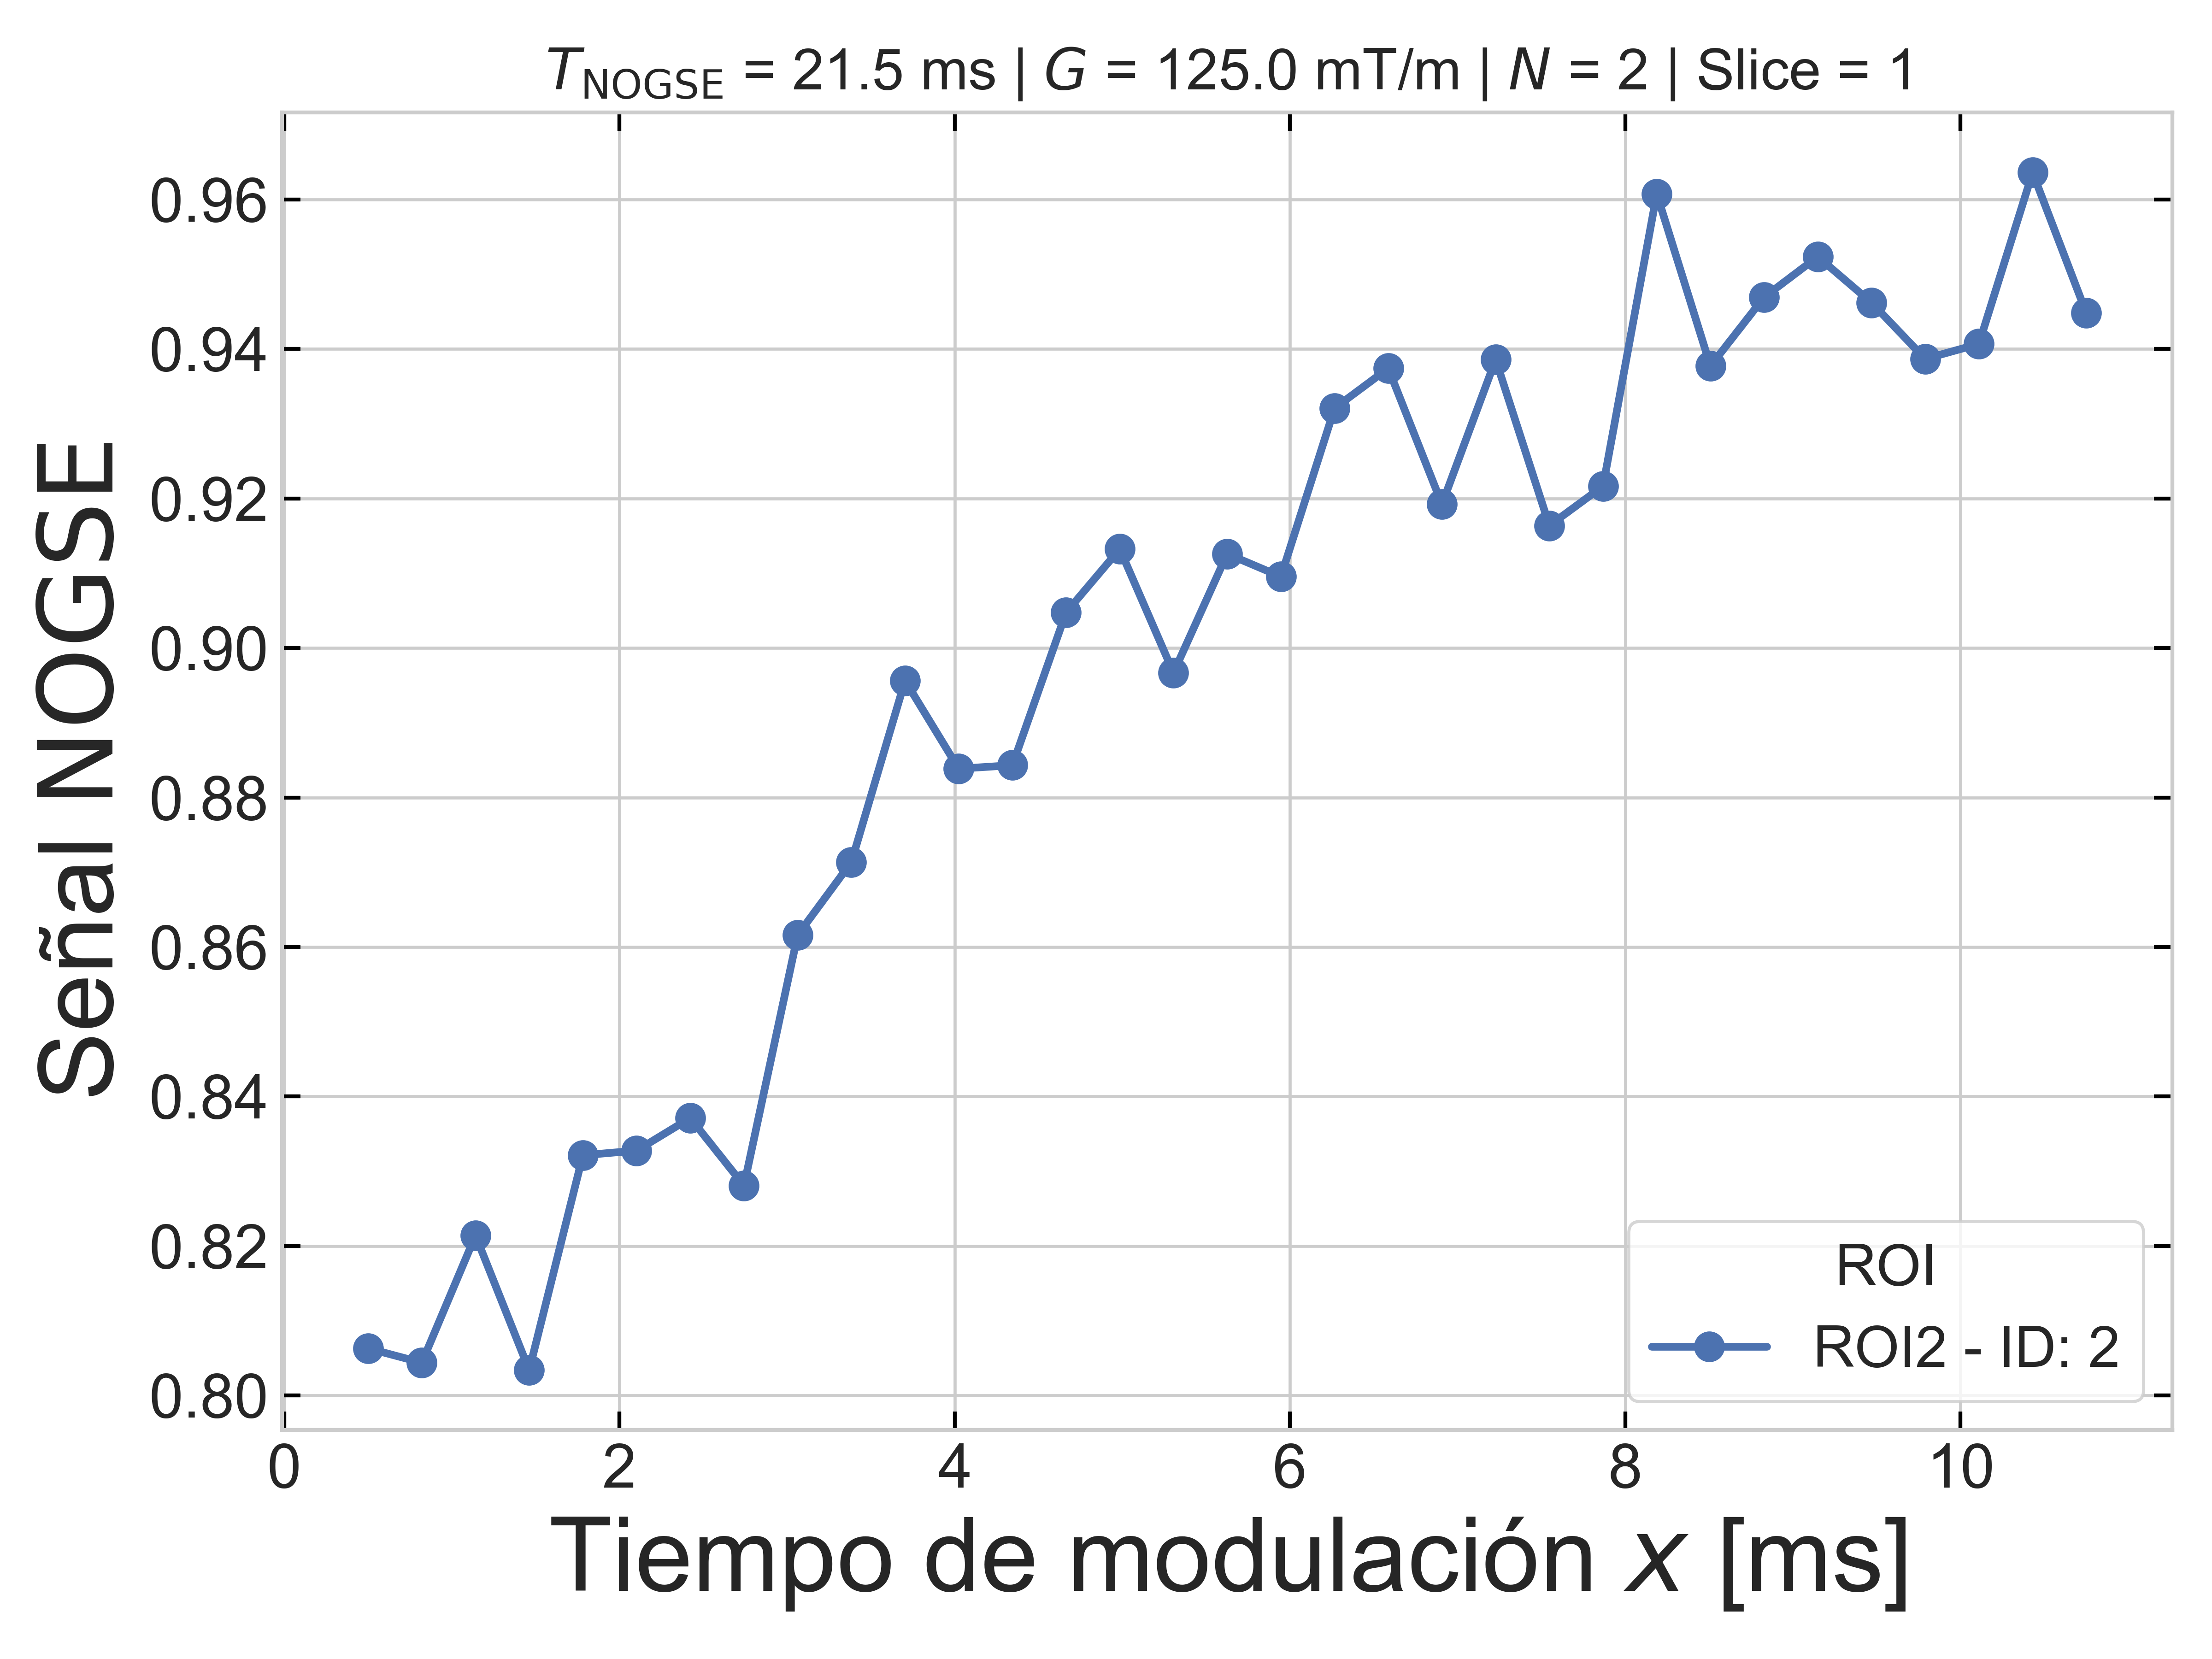 T_NOGSE = 21.5 ms | G = 125.0 mT/m | N = 2 | Slice = 1
Señal NOGSE
0.96
0.94
0.92
0.90
0.88
0.86
0.84
0.82
0.80
ROI
ROI2 - ID: 2
0 2 4 6 8 10
Tiempo de modulación x [ms]